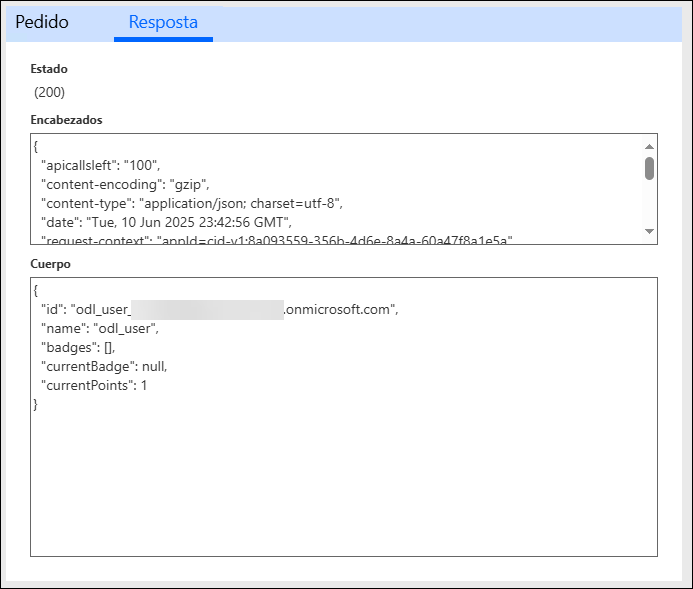 Pedido Resposta
Estado
(200)
Encabezados
{
"apicallsleft": "100",
"content-encoding": "gzip",
"content-type": "application/json; charset=utf-8",
"date": "Tue, 10 Jun 2025 23:42:56 GMT",
"request-context": "appId=cid-v1:8a093559-356b-4d6e-8a4a-60a47f8a1e5a"
Cuerpo
{
"id": "odl_user_ .onmicrosoft.com",
"name": "odl_user",
"badges": [],
"currentBadge": null,
"currentPoints": 1
}